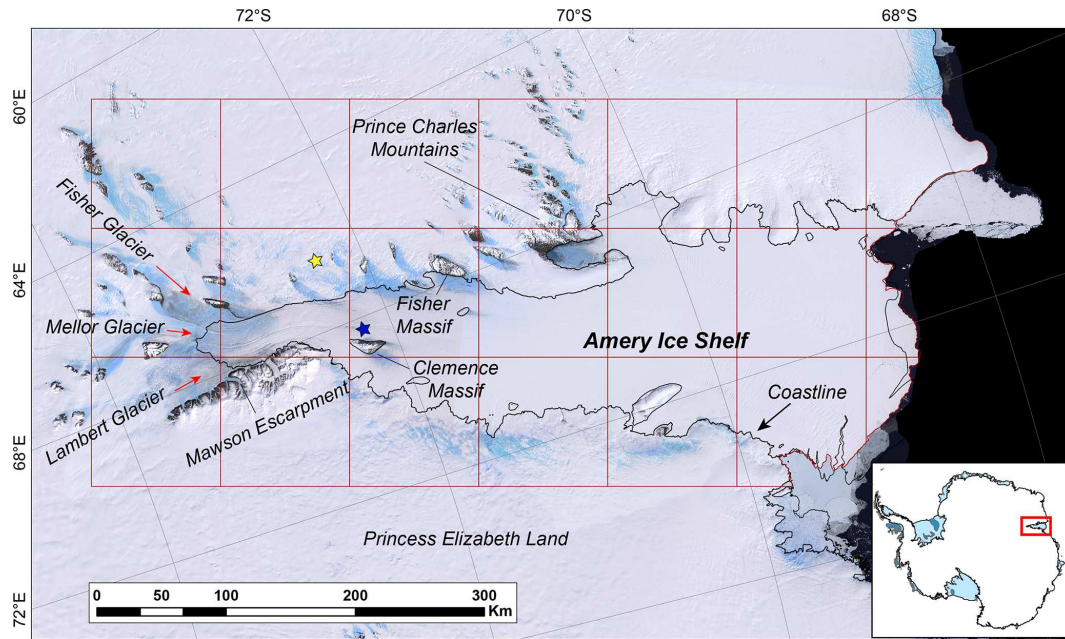 72°S
70°S
68°S
60°E
64°E
68°E
72°E
Prince Charles
Mountains
Fisher Glacier
Mellor Glacier
Lambert Glacier
Mawson Escarpment
Fisher
Massif
Clemence
Massif
Amery Ice Shelf
Coastline
Princess Elizabeth Land
0 50 100 200 300
Km